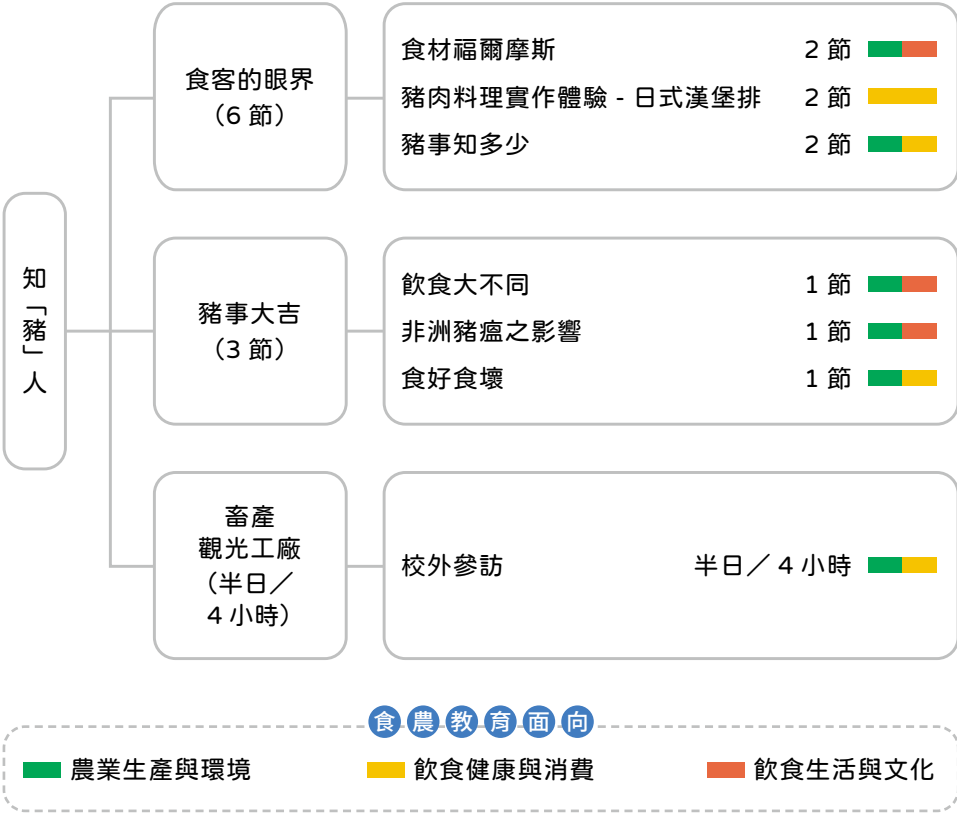 知「豬」人
食客的眼界
（6 節）
食材福爾摩斯 2 節
豬肉料理實作體驗 - 日式漢堡排 2 節
豬事知多少 2 節
豬事大吉
（3 節）
飲食大不同 1 節
非洲豬瘟之影響 1 節
食好食壞 1 節
畜產
觀光工廠
（半日／
4 小時）
校外參訪 半日／ 4 小時
食農教育面向
農業生產與環境 飲食健康與消費 飲食生活與文化